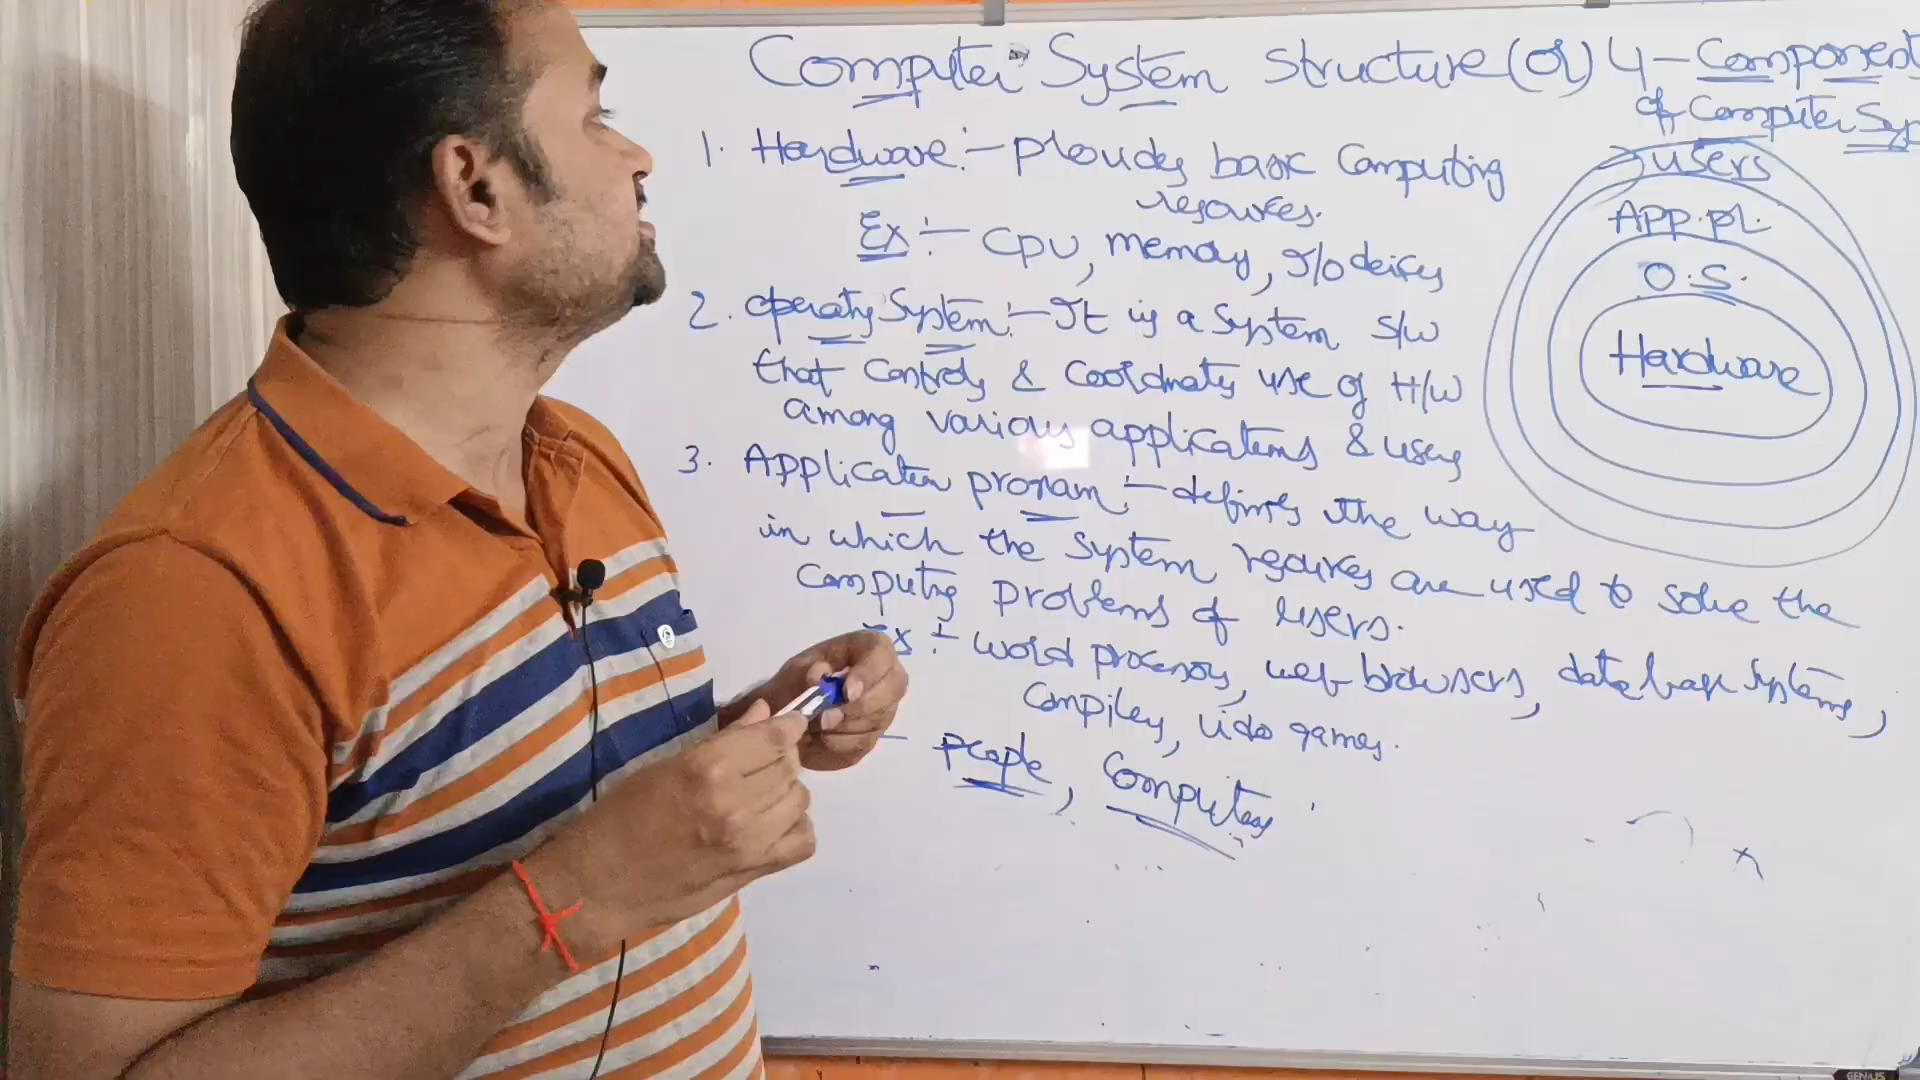 Computer System Structure (or) 4-Component
of Computer Sys
1. Hardware :- provides basic Computing
resources.
Ex :- CPU, memory, I/O devices
2. operating System :- It is a System S/W
that Controls & Coordinates use of H/W
among various applications & users
3. Application program :- defines the way
in which the System resources are used to solve the
Computing problems of users.
Ex :- word processors, web browsers, database systems,
Compilers, video games.
- people, Computers
users
APP. pr.
O.S.
Hardware
GENIUS